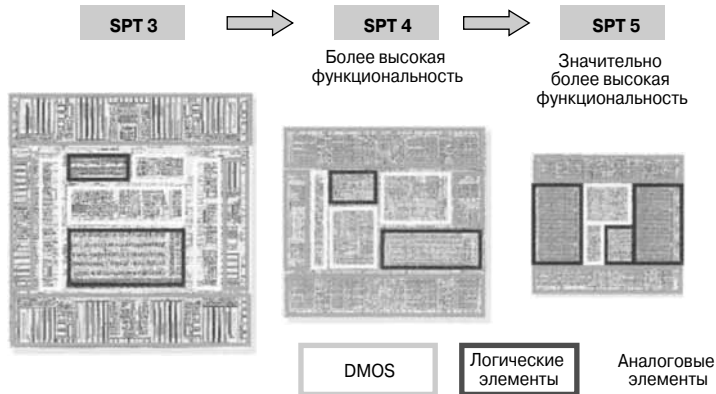 SPT 3
SPT 4
SPT 5
Более высокая
функциональность
Значительно
более высокая
функциональность
DMOS
Логические
элементы
Аналоговые
элементы